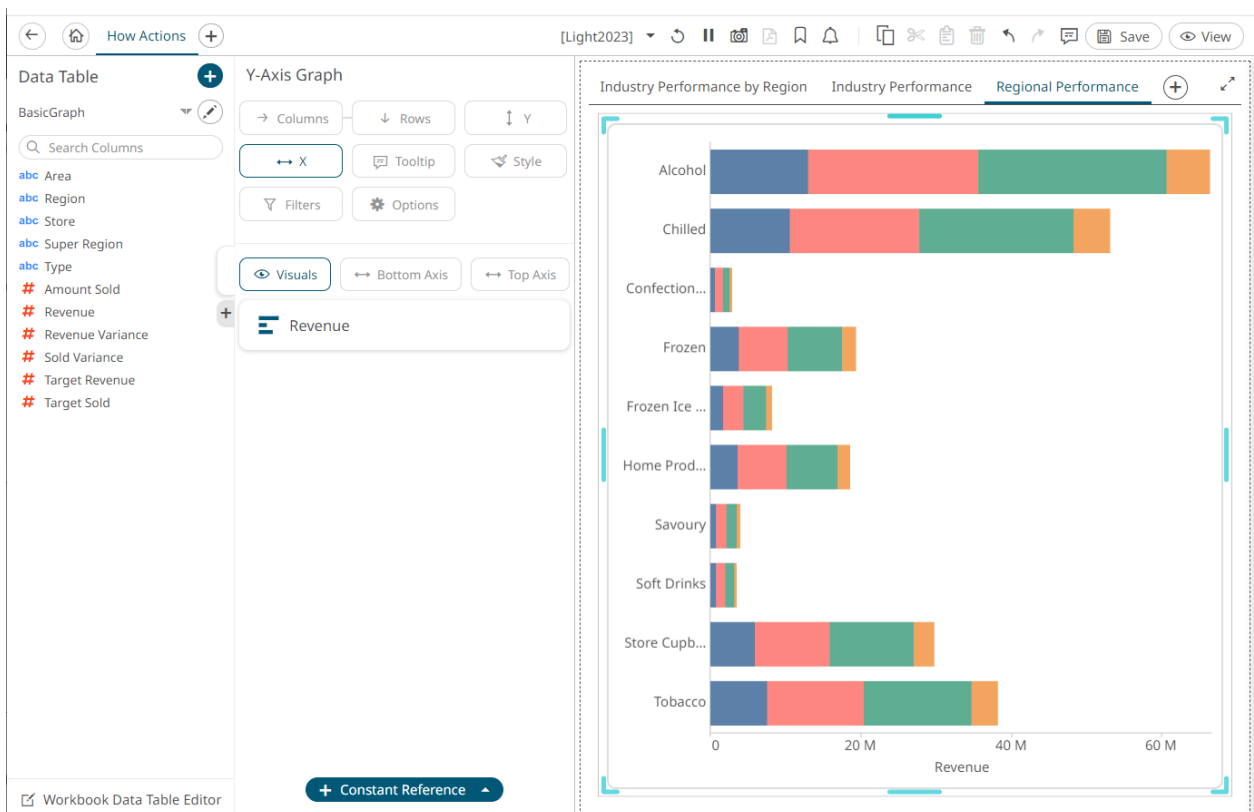 How Actions
[Light2023]
Save
View
Data Table
BasicGraph
Search Columns
abc Area
abc Region
abc Store
abc Super Region
abc Type
# Amount Sold
# Revenue
# Revenue Variance
# Sold Variance
# Target Revenue
# Target Sold
Workbook Data Table Editor
Y-Axis Graph
Columns
Rows
Y
X
Tooltip
Style
Filters
Options
Visuals
Bottom Axis
Top Axis
Revenue
+ Constant Reference
Industry Performance by Region
Industry Performance
Regional Performance
Alcohol
Chilled
Confection...
Frozen
Frozen Ice ...
Home Prod...
Savoury
Soft Drinks
Store Cupb...
Tobacco
0 20 M 40 M 60 M
Revenue